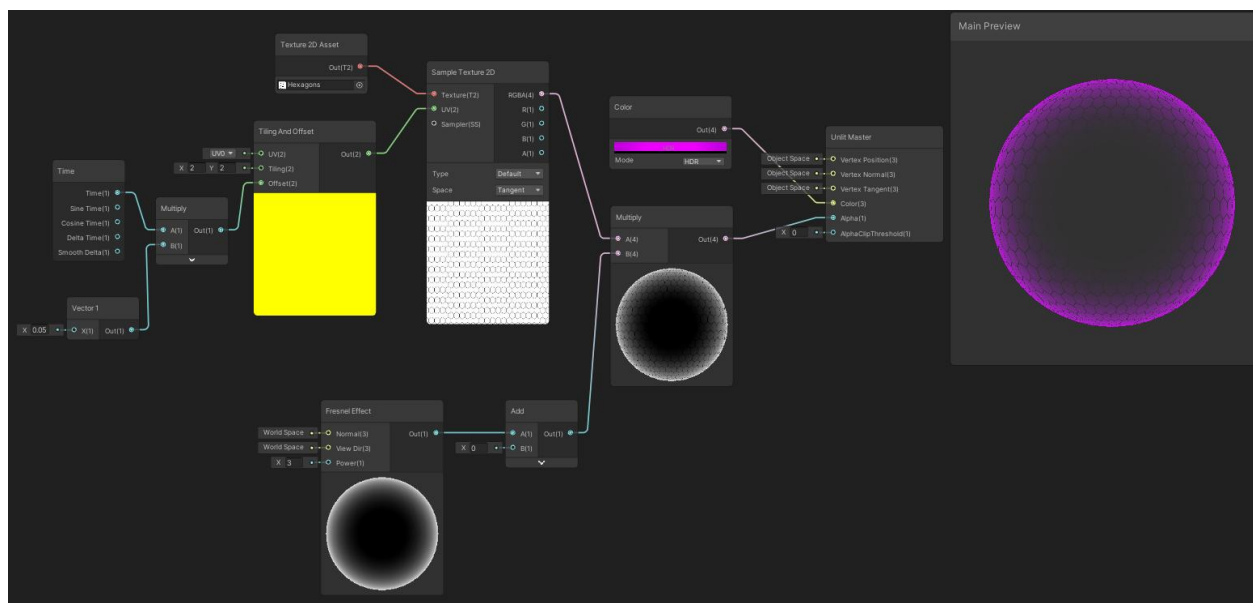 Main Preview
Texture 2D Asset
Out(T2)
Hexagons
Sample Texture 2D
Texture(T2)
RGBA(4)
UV(2)
R(1)
Sampler(SS)
G(1)
B(1)
A(1)
Type
Default
Space
Tangent
Tiling And Offset
UV0
UV(2)
Out(2)
X 2 Y 2
Tiling(2)
Offset(2)
Time
Time(1)
Sine Time(1)
Cosine Time(1)
Delta Time(1)
Smooth Delta(1)
Multiply
A(1)
Out(1)
B(1)
Vector 1
X 0.05
X(1)
Out(1)
Color
Out(4)
HDR
Mode
HDR
Multiply
A(4)
Out(4)
B(4)
Unlit Master
Object Space
Vertex Position(3)
Object Space
Vertex Normal(3)
Object Space
Vertex Tangent(3)
Color(3)
Alpha(1)
X 0
AlphaClipThreshold(1)
Fresnel Effect
World Space
Normal(3)
Out(1)
World Space
View Dir(3)
X 3
Power(1)
Add
A(1)
Out(1)
X 0
B(1)